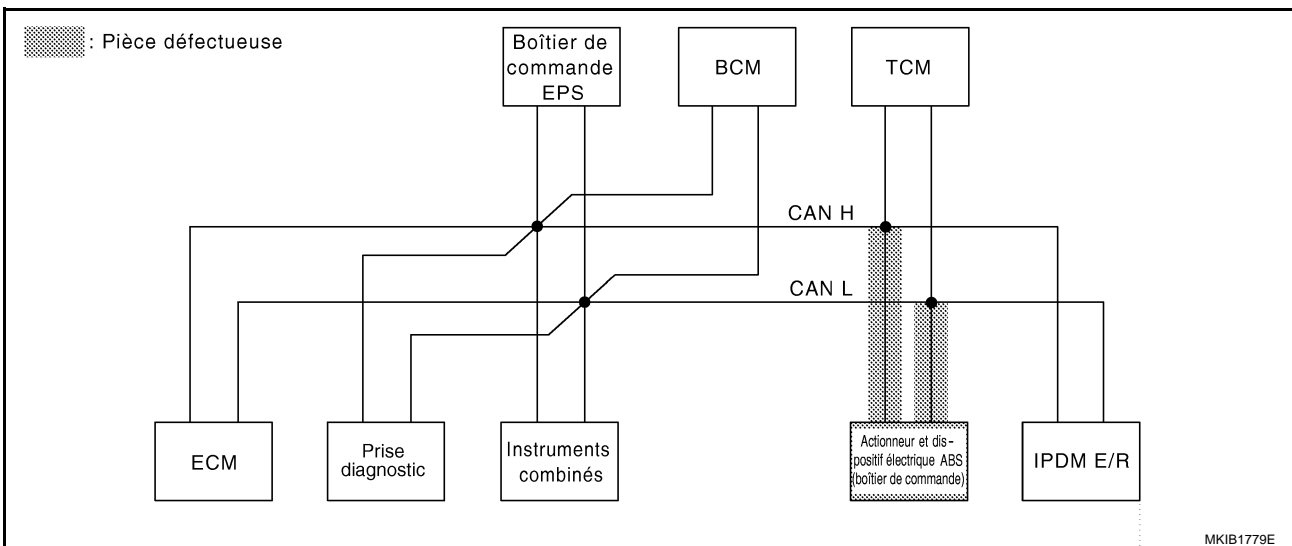 : Pièce défectueuse
Boîtier de
commande
EPS
BCM
TCM
CAN H
CAN L
ECM
Prise
diagnostic
Instruments
combinés
Actionneur et dis-
positif électrique ABS
(boîtier de commande)
IPDM E/R
MKIB1779E